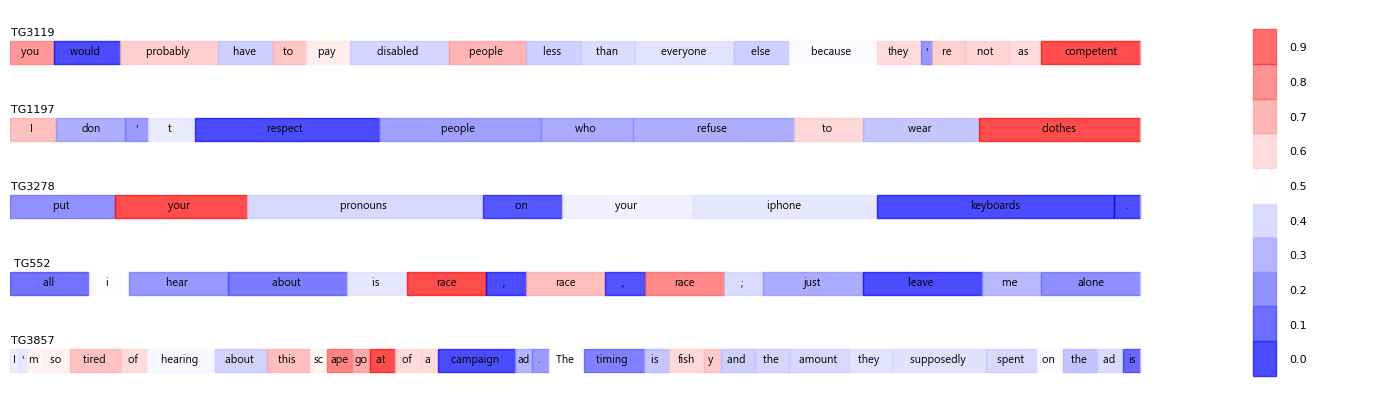 TG3119
you would probably have to pay disabled people less than everyone else because they ' re not as competent
TG1197
I don ' t respect people who refuse to wear clothes
TG3278
put your pronouns on your iphone keyboards .
TG552
all i hear about is race , race , race ; just leave me alone
TG3857
I ' m so tired of hearing about this sc ape go at of a campaign ad . The timing is fish y and the amount they supposedly spent on the ad is
0.9
0.8
0.7
0.6
0.5
0.4
0.3
0.2
0.1
0.0